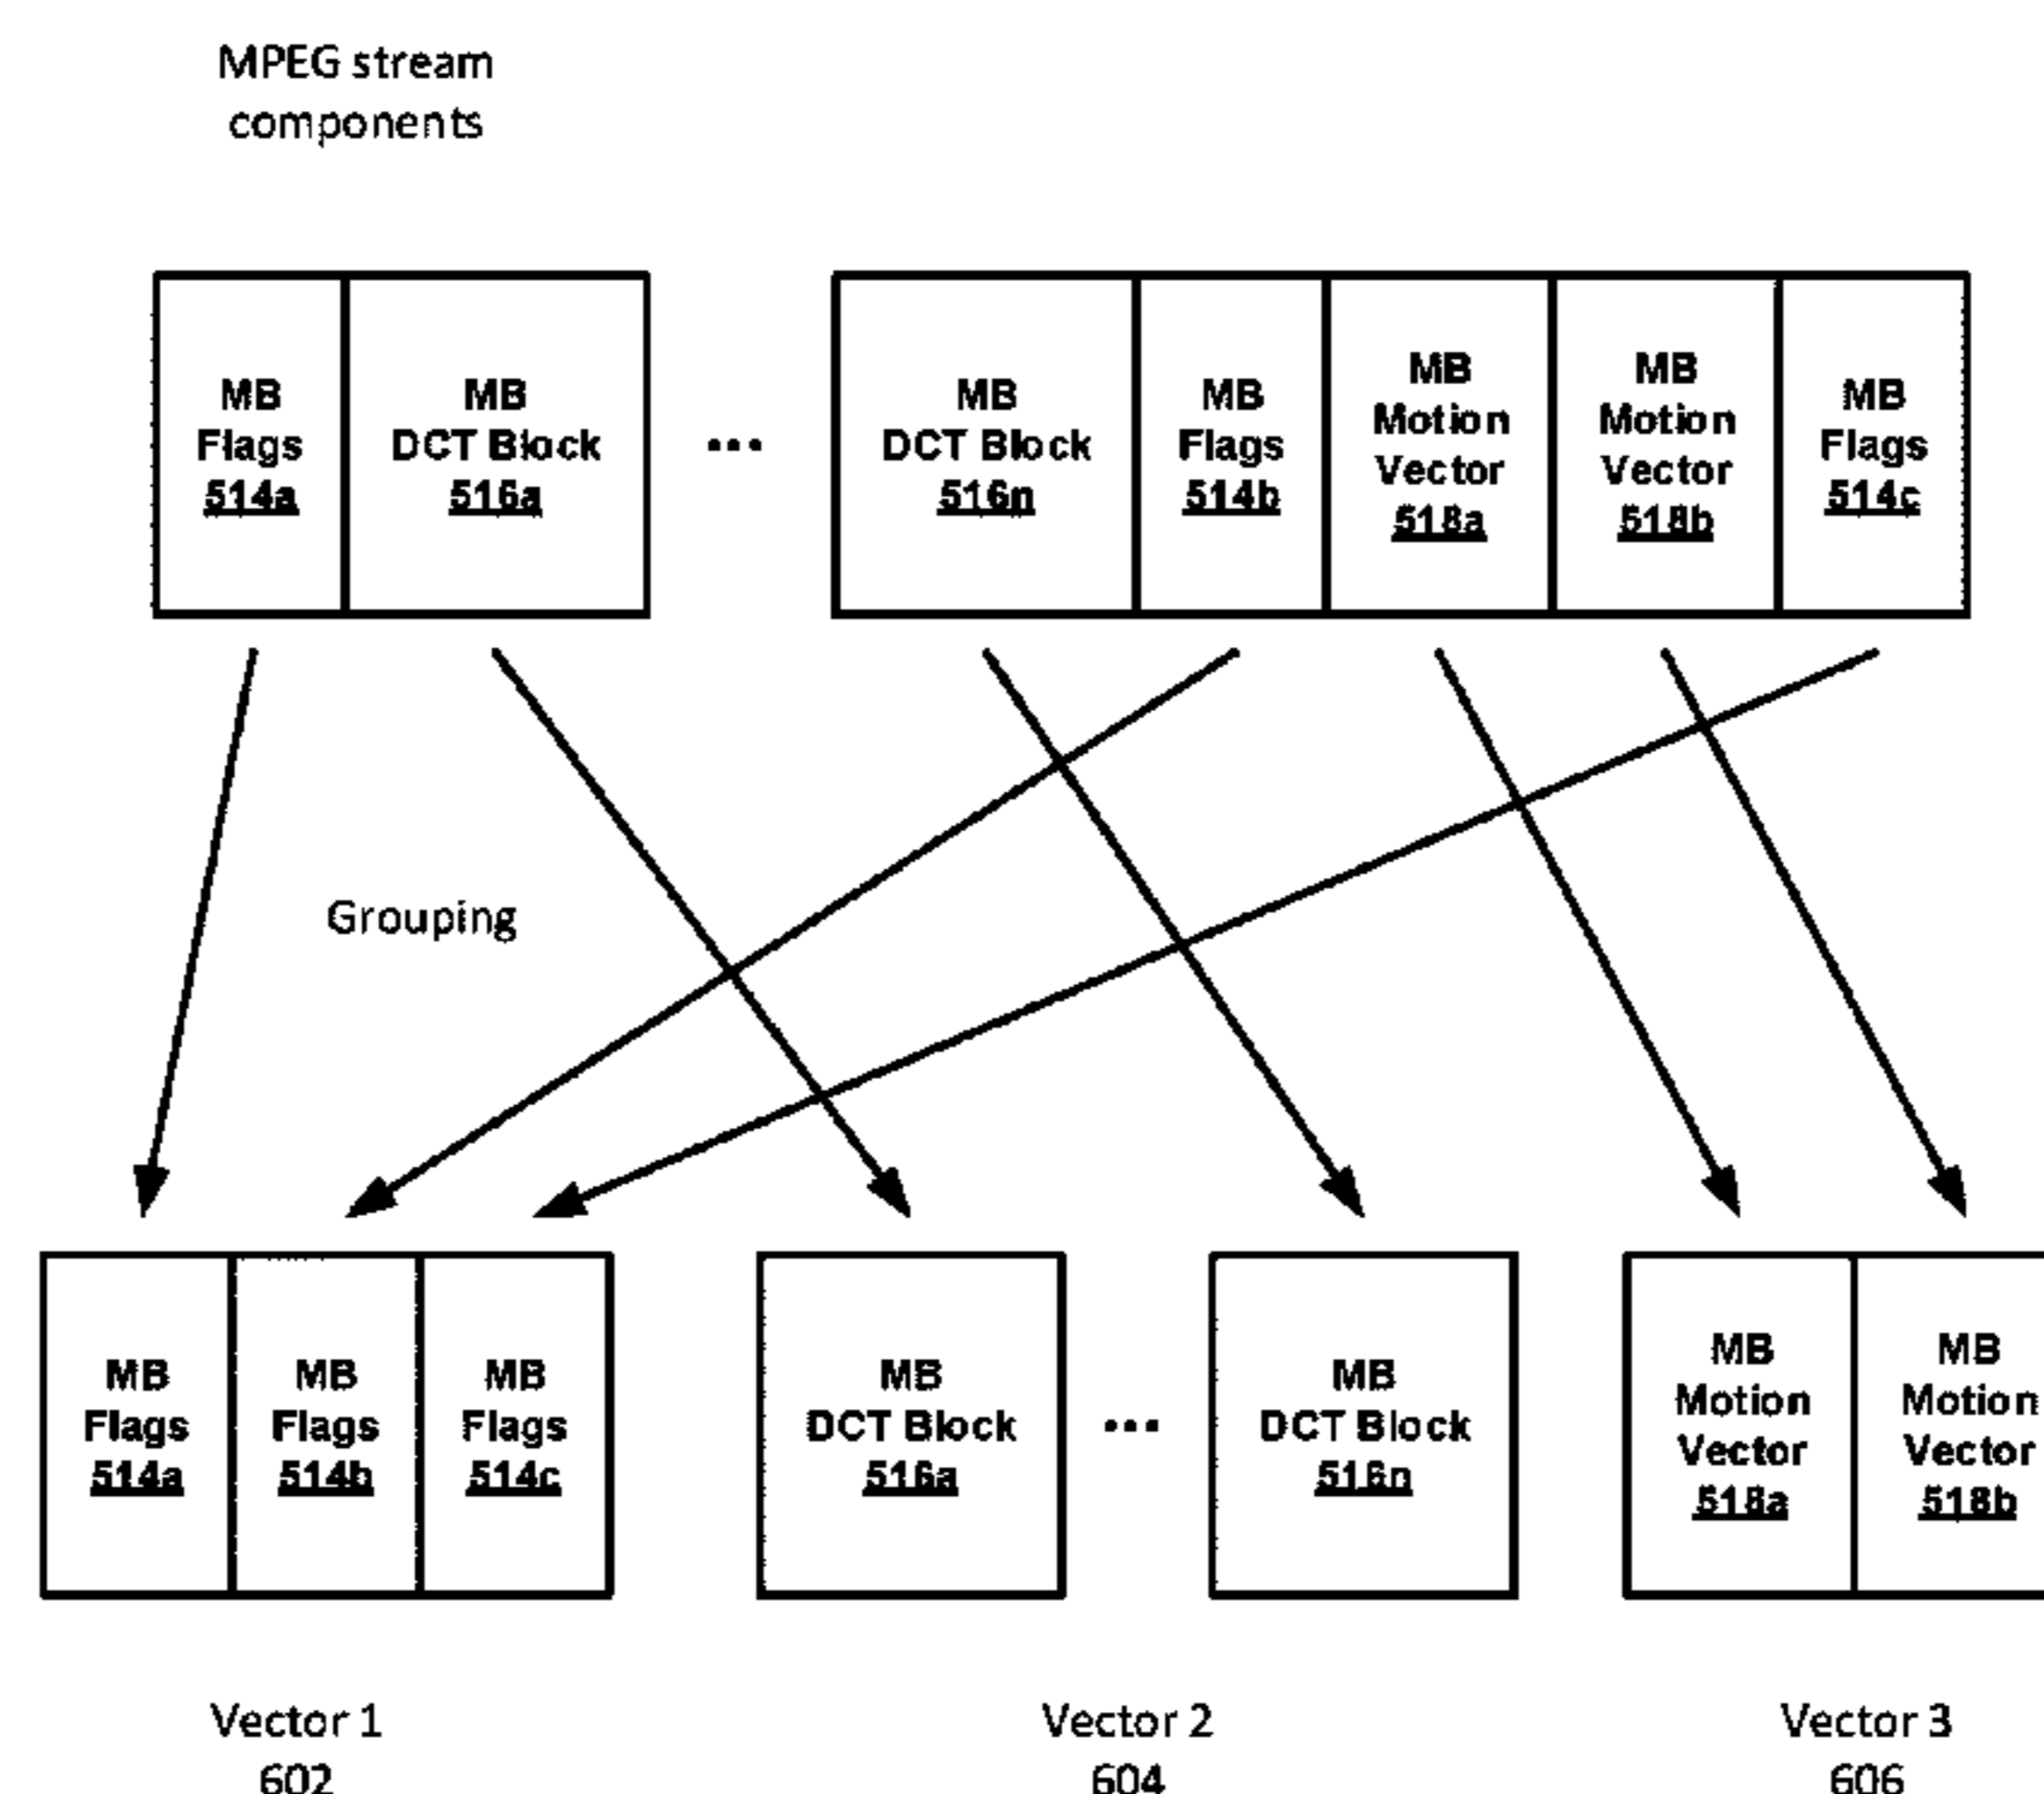 MPEG stream
components
MB
Flags
514a
MB
DCT Block
516a
...
MB
DCT Block
516n
MB
Flags
514b
MB
Motion
Vector
518a
MB
Motion
Vector
518b
MB
Flags
514c
Grouping
MB
Flags
514a
MB
Flags
514b
MB
Flags
514c
MB
DCT Block
516a
...
MB
DCT Block
516n
MB
Motion
Vector
518a
MB
Motion
Vector
518b
Vector 1
602
Vector 2
604
Vector 3
606